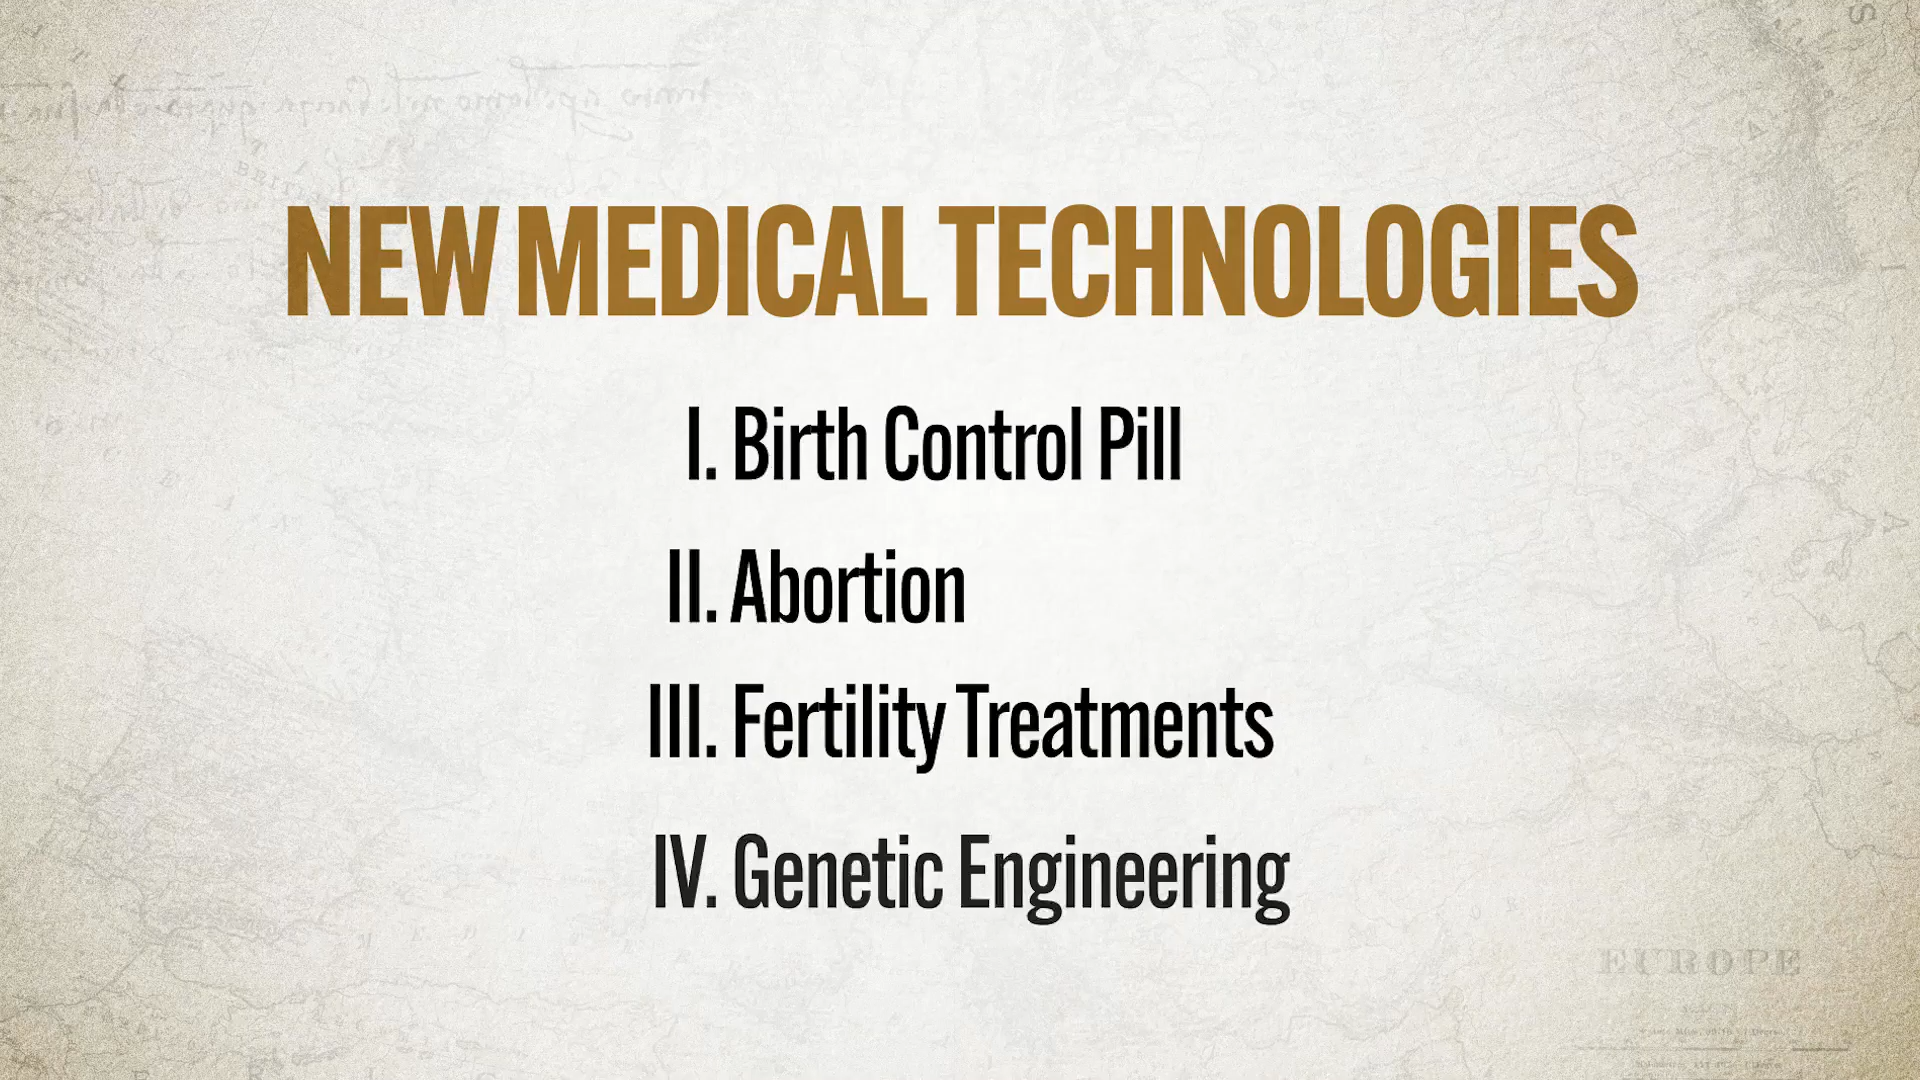 NEW MEDICAL TECHNOLOGIES
I. Birth Control Pill
II. Abortion
III. Fertility Treatments
IV. Genetic Engineering
EUROPE